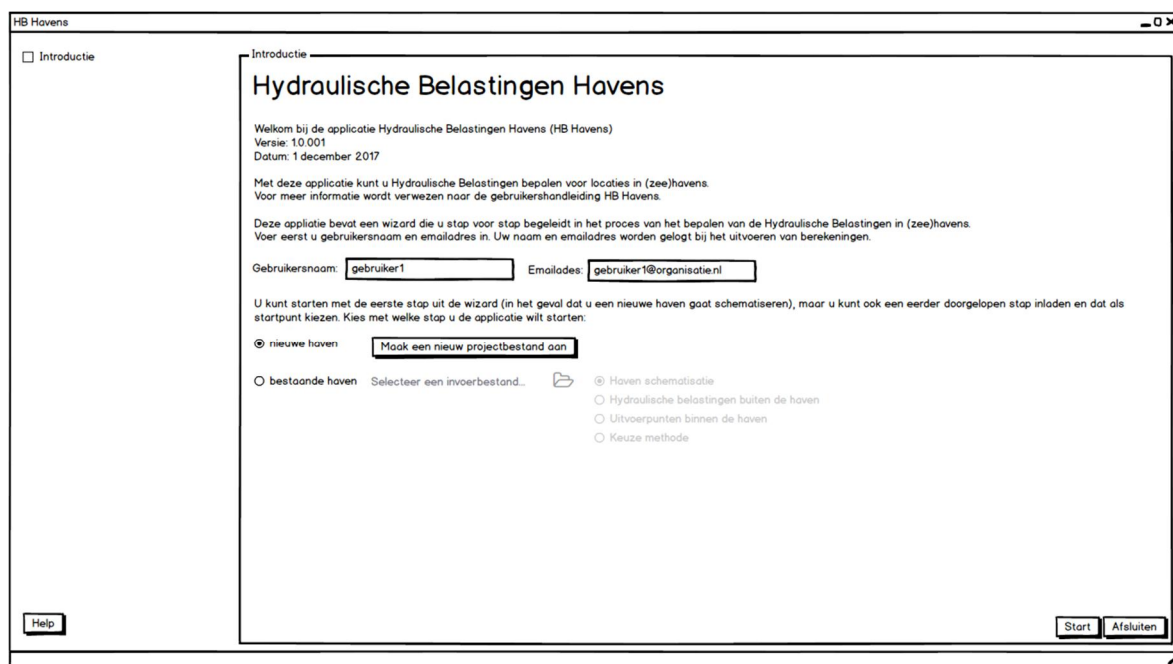 HB Havens
Introductie
Introductie
Hydraulische Belastingen Havens
Welkom bij de applicatie Hydraulische Belastingen Havens (HB Havens)
Versie: 1.0.001
Datum: 1 december 2017
Met deze applicatie kunt u Hydraulische Belastingen bepalen voor locaties in (zee)havens.
Voor meer informatie wordt verwezen naar de gebruikershandleiding HB Havens.
Deze appliatie bevat een wizard die u stap voor stap begeleidt in het proces van het bepalen van de Hydraulische Belastingen in (zee)havens.
Voer eerst u gebruikersnaam en emailadres in. Uw naam en emailadres worden gelogt bij het uitvoeren van berekeningen.
Gebruikersnaam: gebruiker1 Emailades: gebruiker1@organisatie.nl
U kunt starten met de eerste stap uit de wizard (in het geval dat u een nieuwe haven gaat schematiseren), maar u kunt ook een eerder doorgelopen stap inladen en dat als
startpunt kiezen. Kies met welke stap u de applicatie wilt starten:
nieuwe haven Maak een nieuw projectbestand aan
bestaande haven Selecteer een invoerbestand... Haven schematisatie
Hydraulische belastingen buiten de haven
Uitvoerpunten binnen de haven
Keuze methode
Help
Start Afsluiten